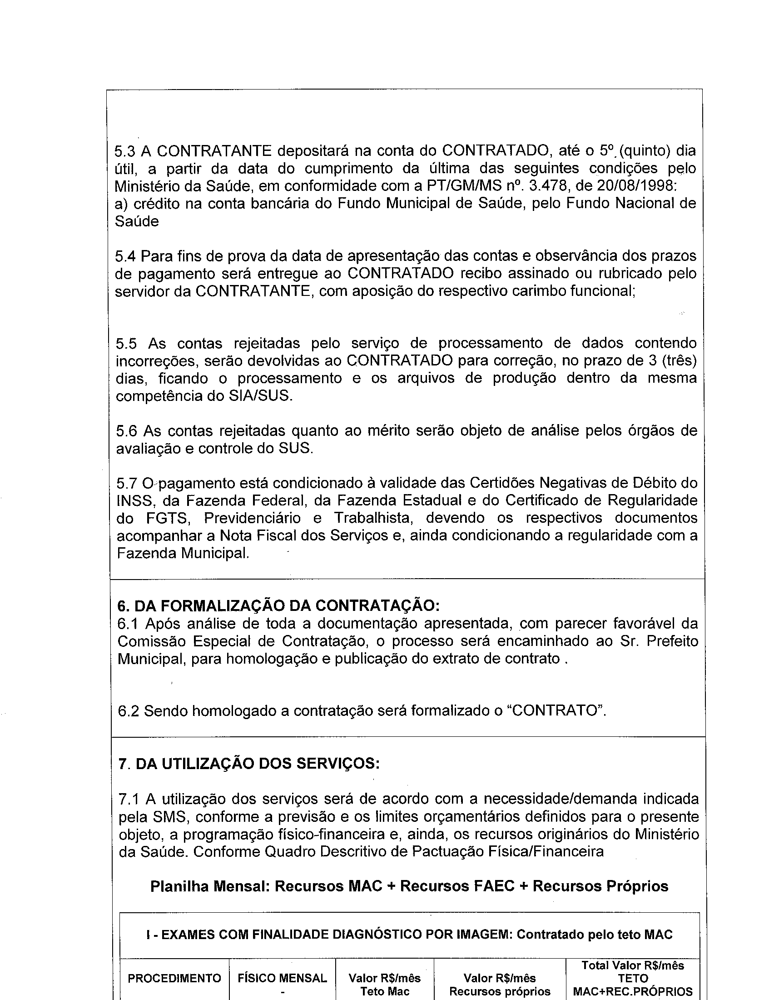 5.3 A CONTRATANTE depositará na conta do CONTRATADO, até o 5º. (quinto) dia
útil, a partir da data do cumprimento da última das seguintes condições pelo
Ministério da Saúde, em conformidade com a PT/GM/MS nº. 3.478, de 20/08/1998:
a) crédito na conta bancária do Fundo Municipal de Saúde, pelo Fundo Nacional de
Saúde
5.4 Para fins de prova da data de apresentação das contas e observância dos prazos
de pagamento será entregue ao CONTRATADO recibo assinado ou rubricado pelo
servidor da CONTRATANTE, com aposição do respectivo carimbo funcional;
5.5 As contas rejeitadas pelo serviço de processamento de dados contendo
incorreções, serão devolvidas ao CONTRATADO para correção, no prazo de 3 (três)
dias, ficando o processamento e os arquivos de produção dentro da mesma
competência do SIA/SUS.
5.6 As contas rejeitadas quanto ao mérito serão objeto de análise pelos órgãos de
avaliação e controle do SUS.
5.7 O pagamento está condicionado à validade das Certidões Negativas de Débito do
INSS, da Fazenda Federal, da Fazenda Estadual e do Certificado de Regularidade
do FGTS, Previdenciário e Trabalhista, devendo os respectivos documentos
acompanhar a Nota Fiscal dos Serviços e, ainda condicionando a regularidade com a
Fazenda Municipal.
6. DA FORMALIZAÇÃO DA CONTRATAÇÃO:
6.1 Após análise de toda a documentação apresentada, com parecer favorável da
Comissão Especial de Contratação, o processo será encaminhado ao Sr. Prefeito
Municipal, para homologação e publicação do extrato de contrato .
6.2 Sendo homologado a contratação será formalizado o “CONTRATO”.
7. DA UTILIZAÇÃO DOS SERVIÇOS:
7.1 A utilização dos serviços será de acordo com a necessidade/demanda indicada
pela SMS, conforme a previsão e os limites orçamentários definidos para o presente
objeto, a programação físico-financeira e, ainda, os recursos originários do Ministério
da Saúde. Conforme Quadro Descritivo de Pactuação Física/Financeira
Planilha Mensal: Recursos MAC + Recursos FAEC + Recursos Próprios
I - EXAMES COM FINALIDADE DIAGNÓSTICO POR IMAGEM: Contratado pelo teto MAC
PROCEDIMENTO
FÍSICO MENSAL
-
Valor R$/mês
Teto Mac
Valor R$/mês
Recursos próprios
Total Valor R$/mês
TETO
MAC+REC.PRÓPRIOS